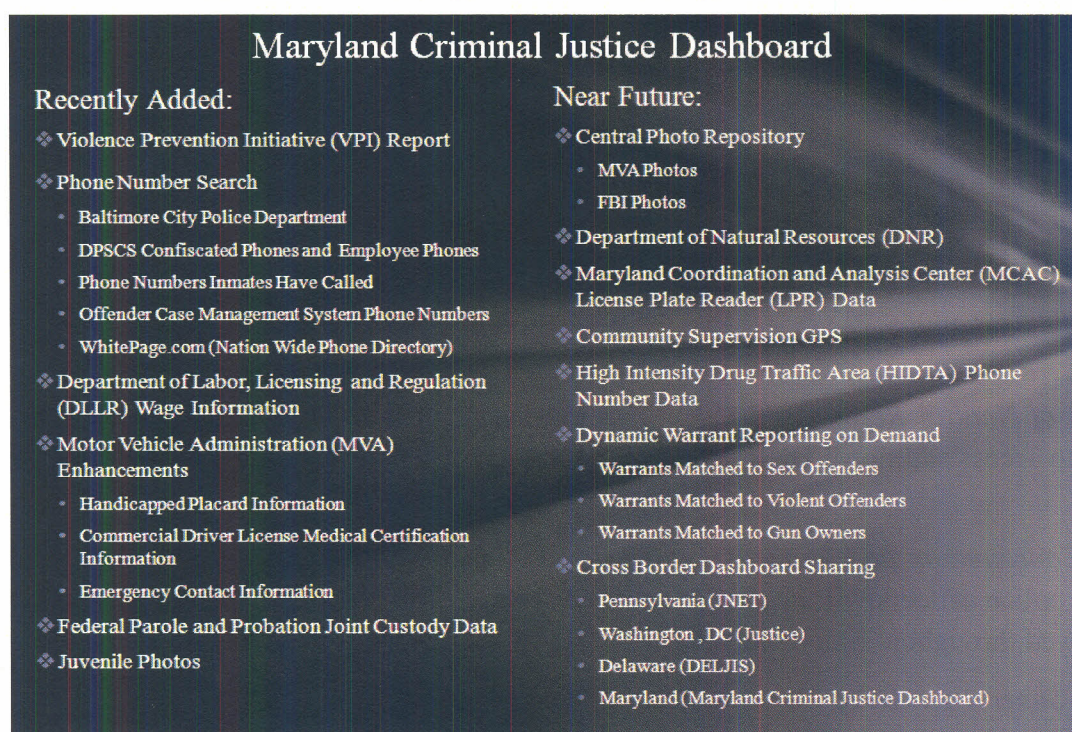 Maryland Criminal Justice Dashboard
Recently Added:
Violence Prevention Initiative (VPI) Report
Phone Number Search
Baltimore City Police Department
DPSCS Confiscated Phones and Employee Phones
Phone Numbers Inmates Have Called
Offender Case Management System Phone Numbers
WhitePage.com (Nation Wide Phone Directory)
Department of Labor, Licensing and Regulation
(DLLR) Wage Information
Motor Vehicle Administration (MVA)
Enhancements
Handicapped Placard Information
Commercial Driver License Medical Certification
Information
Emergency Contact Information
Federal Parole and Probation Joint Custody Data
Juvenile Photos
Near Future:
Central Photo Repository
MVA Photos
FBI Photos
Department of Natural Resources (DNR)
Maryland Coordination and Analysis Center (MCAC)
License Plate Reader (LPR) Data
Community Supervision GPS
High Intensity Drug Traffic Area (HIDTA) Phone
Number Data
Dynamic Warrant Reporting on Demand
Warrants Matched to Sex Offenders
Warrants Matched to Violent Offenders
Warrants Matched to Gun Owners
Cross Border Dashboard Sharing
Pennsylvania (JNET)
Washington , DC (Justice)
Delaware (DELJIS)
Maryland (Maryland Criminal Justice Dashboard)